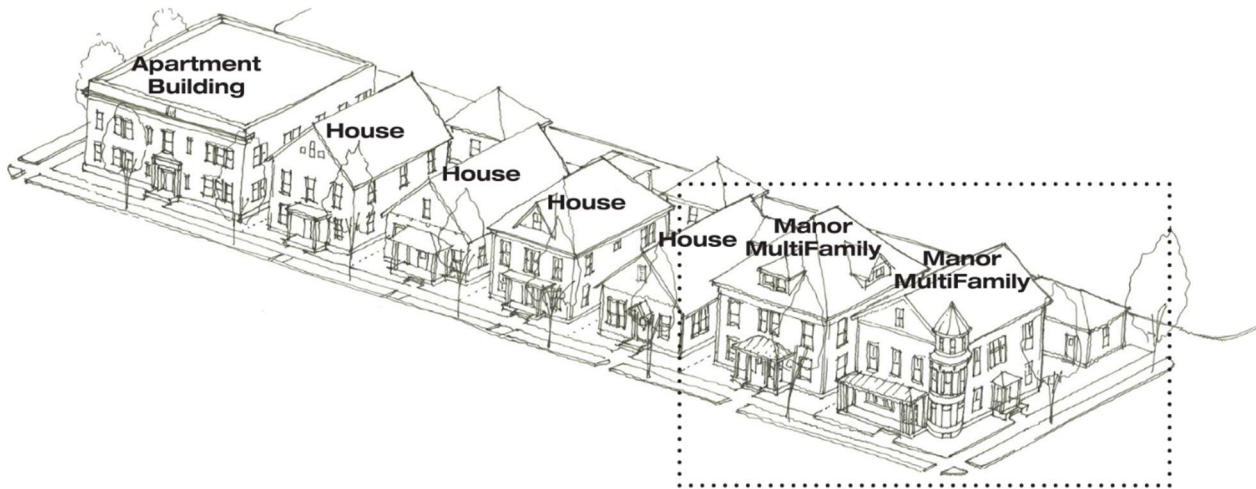 Apartment
Building
House
House
House
House
Manor
MultiFamily
Manor
MultiFamily